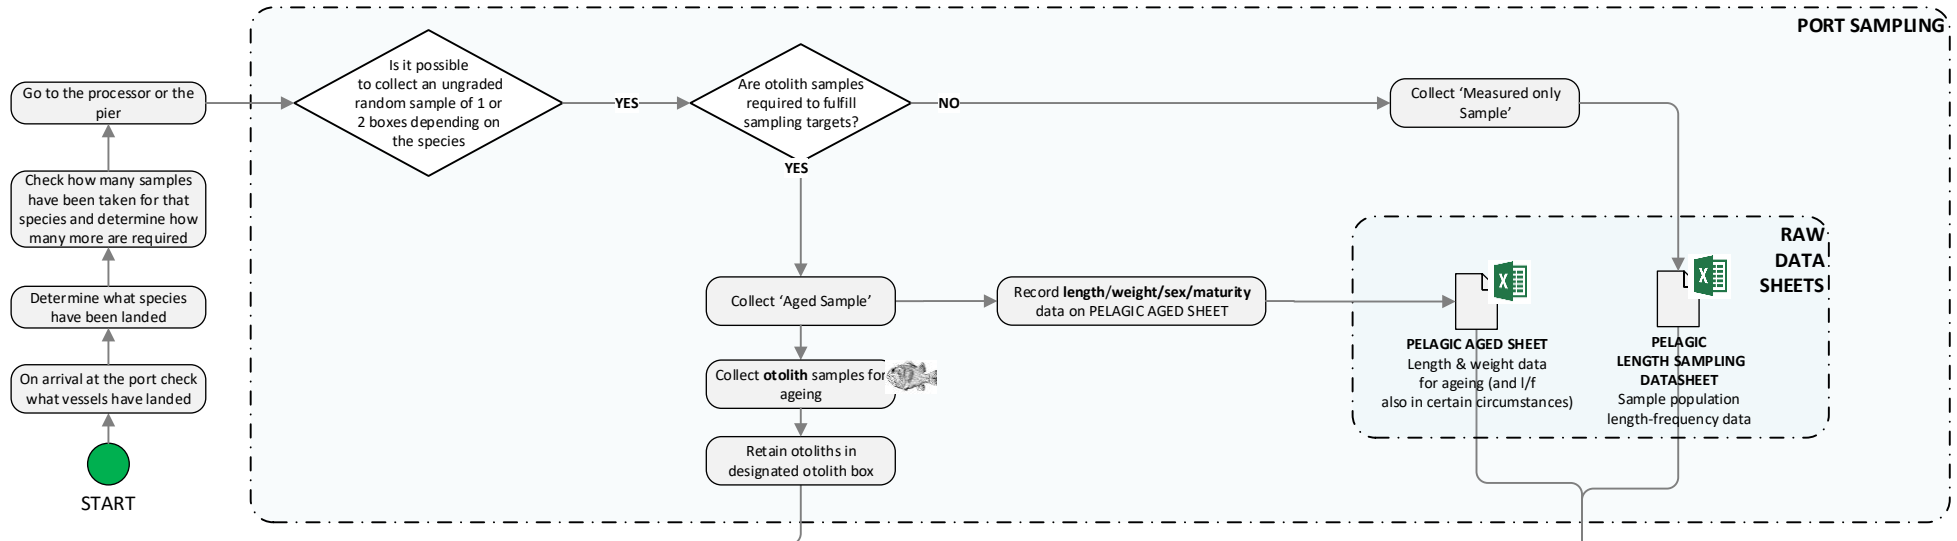 PORT SAMPLING
Go to the processor or the
pier
Is it possible
to collect an ungraded
random sample of 1 or
2 boxes depending on
the species
YES
Are otolith samples
required to fulfill
sampling targets?
NO
Collect ‘Measured only
Sample’
YES
Check how many samples
have been taken for that
species and determine how
many more are required
Determine what species
have been landed
On arrival at the port check
what vessels have landed
START
Collect ‘Aged Sample’
Record length/weight/sex/maturity
data on PELAGIC AGED SHEET
Collect otolith samples for
ageing
Retain otoliths in
designated otolith box
RAW
DATA
SHEETS
X
PELAGIC AGED SHEET
Length & weight data
for ageing (and l/f
also in certain circumstances)
X
PELAGIC
LENGTH SAMPLING
DATASHEET
Sample population
length-frequency data